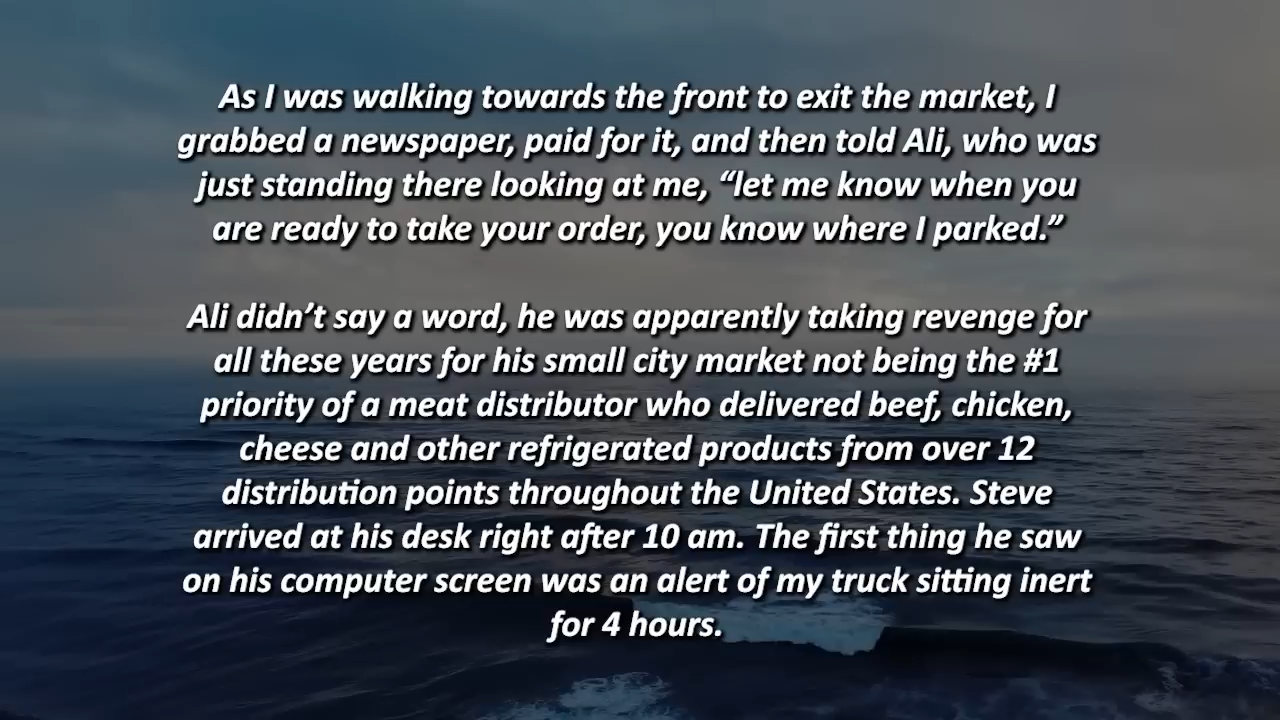 As I was walking towards the front to exit the market, I
grabbed a newspaper, paid for it, and then told Ali, who was
just standing there looking at me, “let me know when you
are ready to take your order, you know where I parked.”
Ali didn’t say a word, he was apparently taking revenge for
all these years for his small city market not being the #1
priority of a meat distributor who delivered beef, chicken,
cheese and other refrigerated products from over 12
distribution points throughout the United States. Steve
arrived at his desk right after 10 am. The first thing he saw
on his computer screen was an alert of my truck sitting inert
for 4 hours.